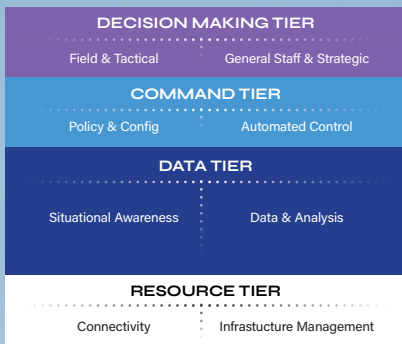 DECISION MAKING TIER
Field & Tactical General Staff & Strategic
COMMAND TIER
Policy & Config Automated Control
DATA TIER
Situational Awareness Data & Analysis
RESOURCE TIER
Connectivity Infrastucture Management